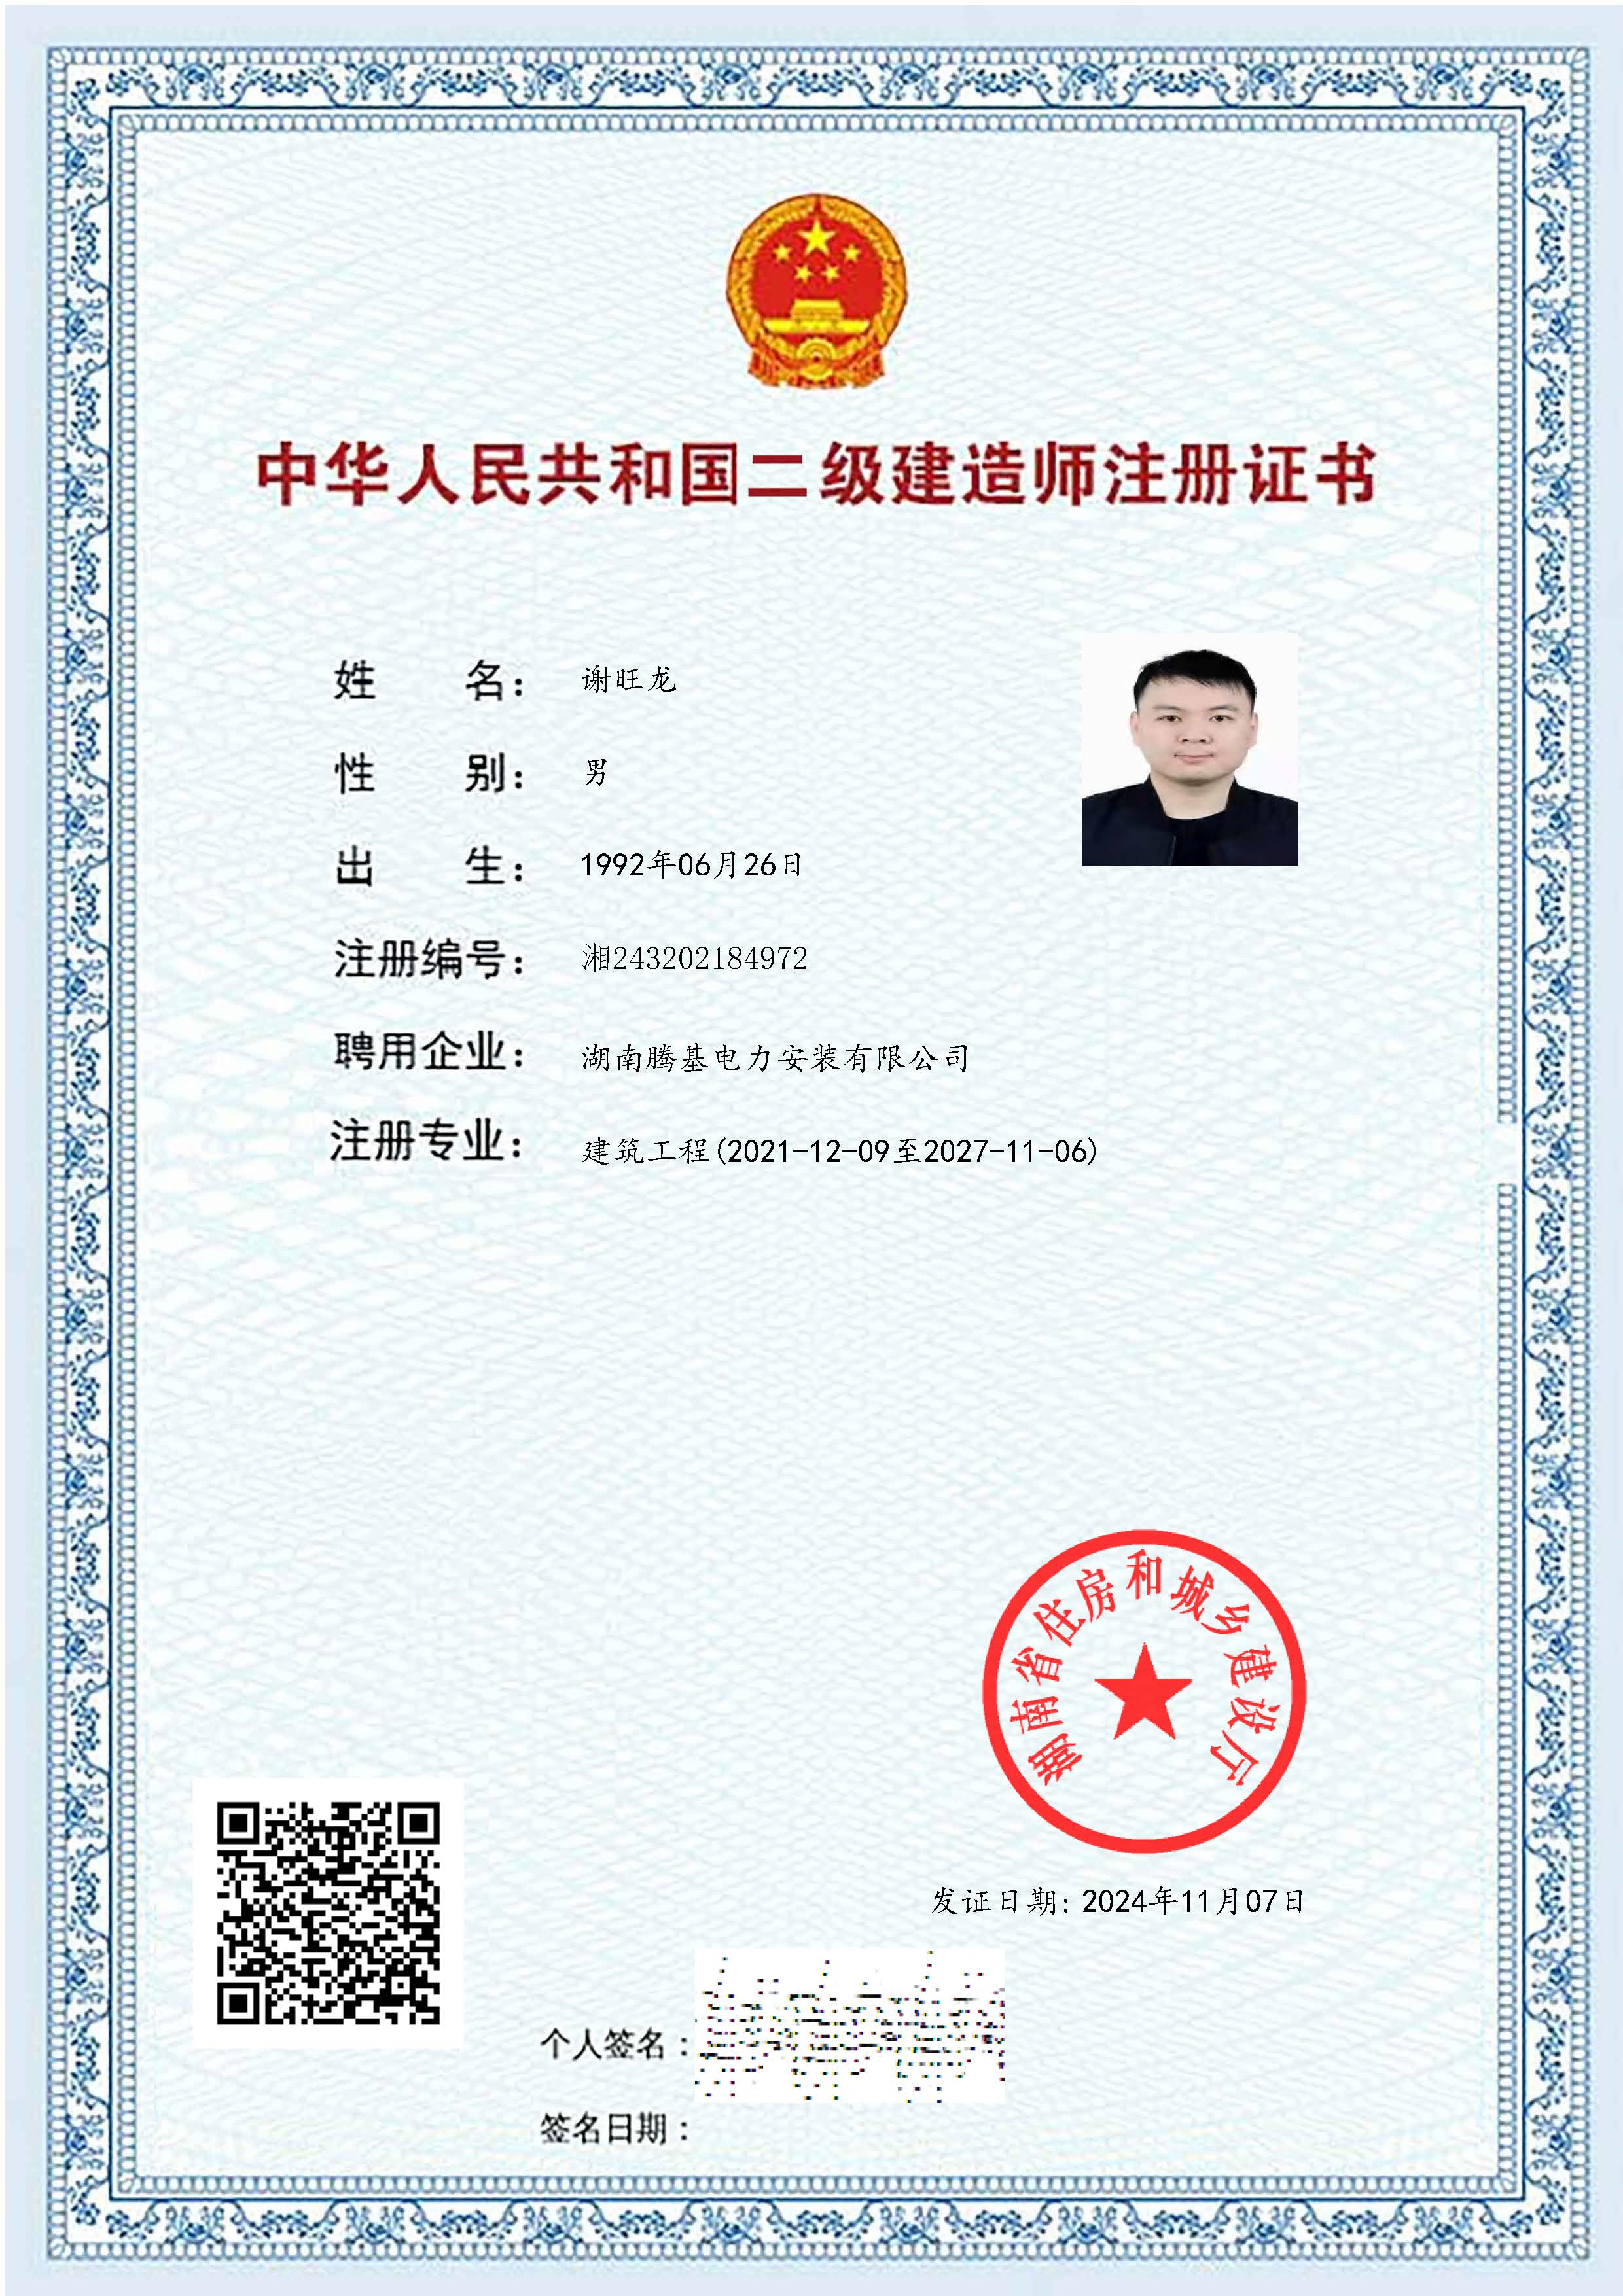 中华人民共和国二级建造师注册证书
姓　　名： 谢旺龙
性　　别： 男
出　　生： 1992年06月26日
注册编号： 湘243202184972
聘用企业： 湖南腾基电力安装有限公司
注册专业： 建筑工程(2021-12-09至2027-11-06)
湖南省住房和城乡建设厅
发证日期: 2024年11月07日
个人签名：
签名日期：